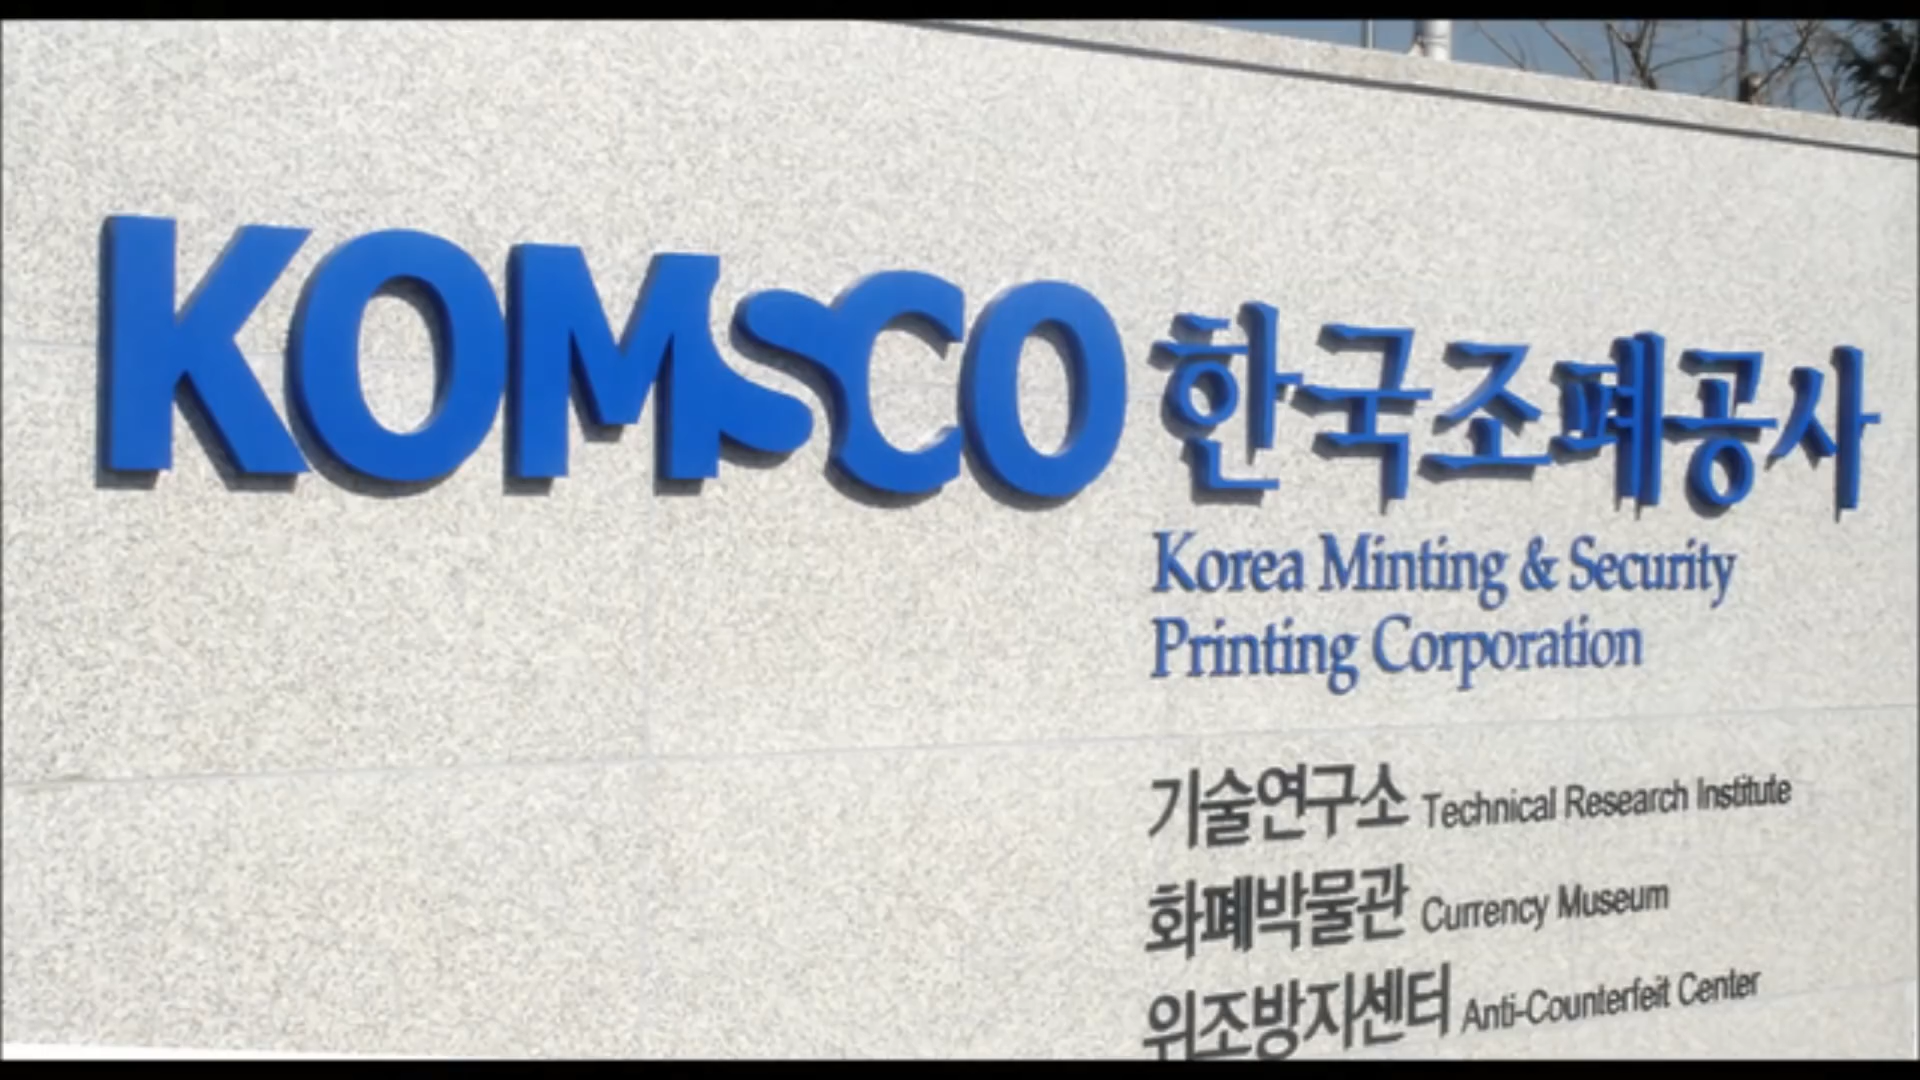 KOMSCO 한국조폐공사
Korea Minting & Security
Printing Corporation
기술연구소 Technical Research Institute
화폐박물관 Currency Museum
위조방지센터 Anti-Counterfeit Center